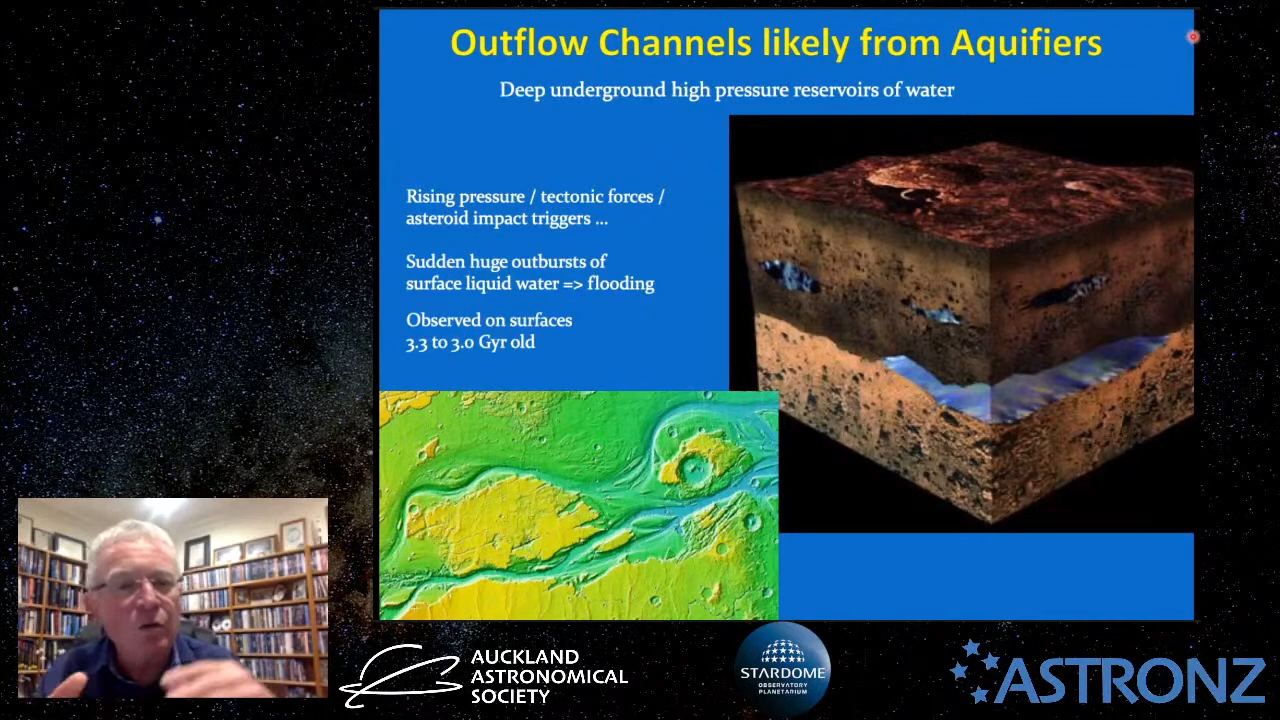 Outflow Channels likely from Aquifiers
Deep underground high pressure reservoirs of water
Rising pressure / tectonic forces /
asteroid impact triggers ...
Sudden huge outbursts of
surface liquid water => flooding
Observed on surfaces
3.3 to 3.0 Gyr old
AUCKLAND
ASTRONOMICAL
SOCIETY
STARDOME
OBSERVATORY
PLANETARIUM
ASTRONZ